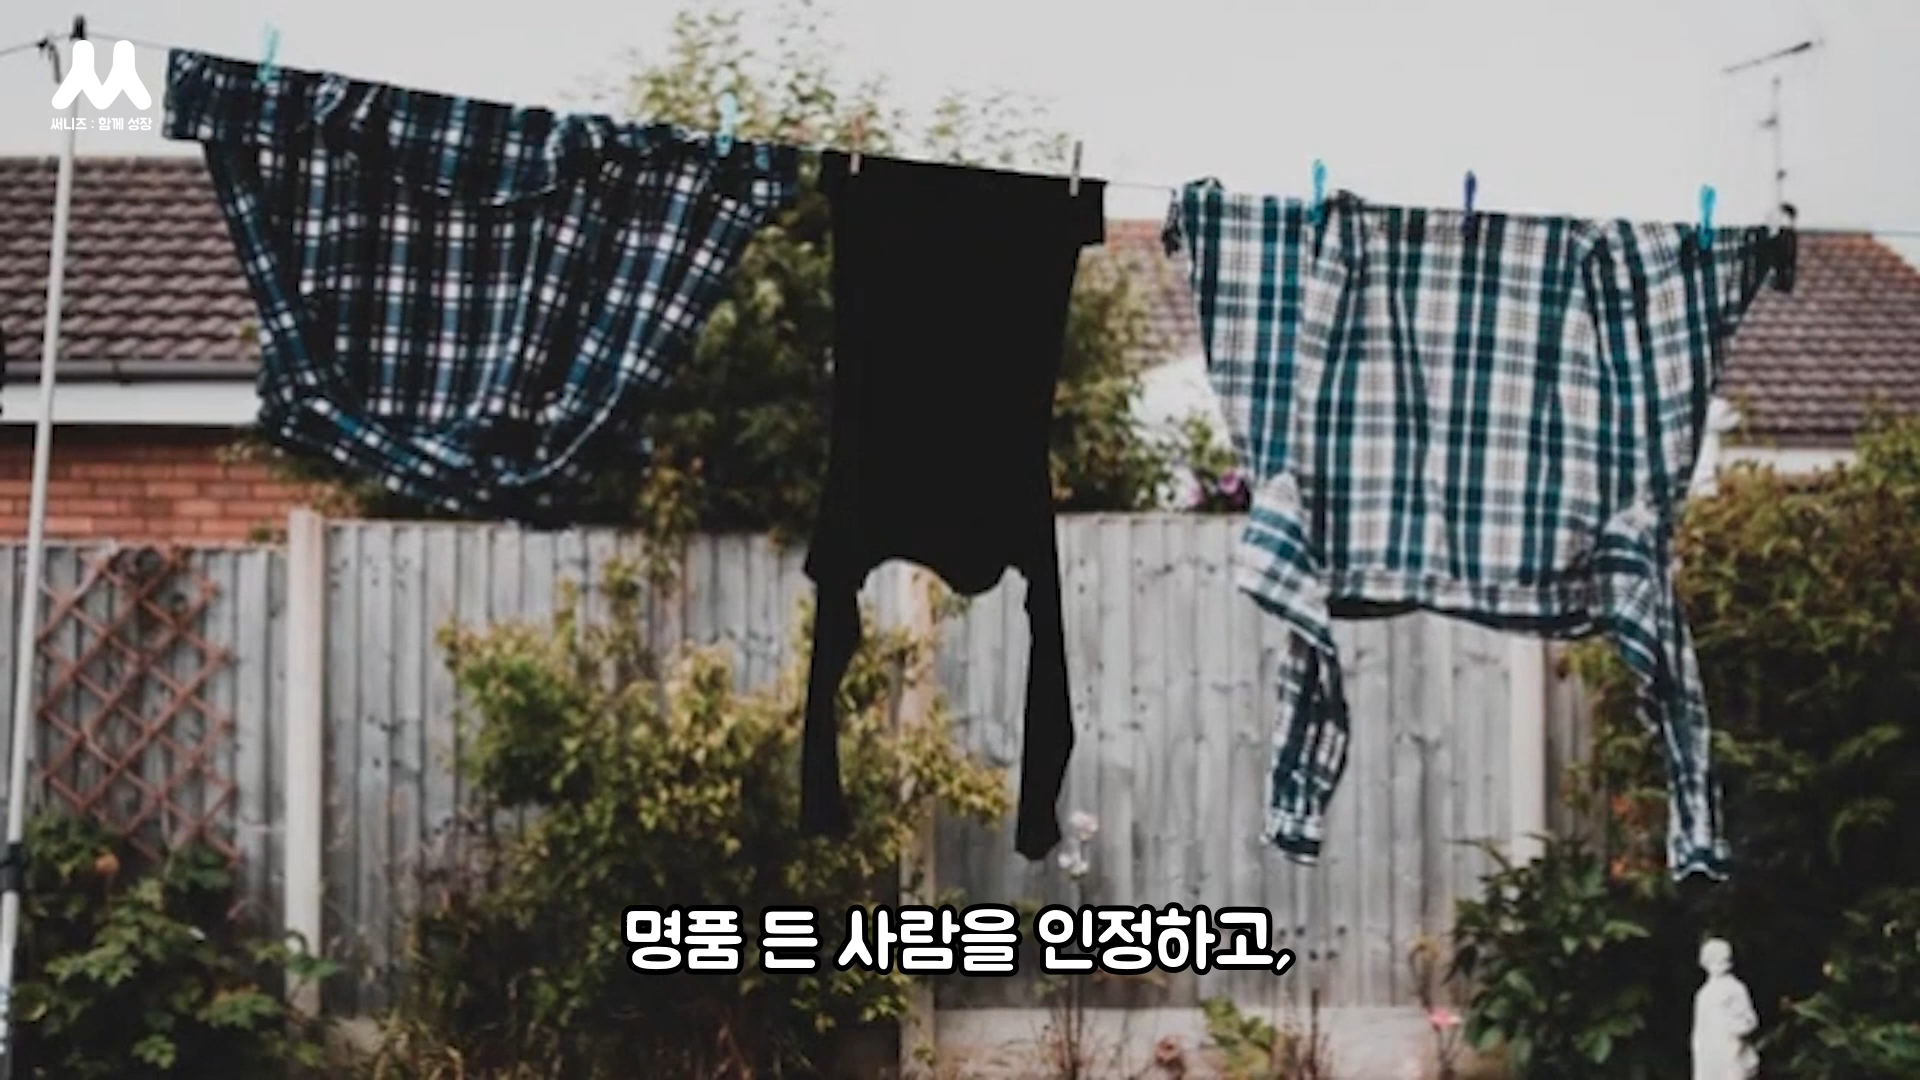 써니즈 : 함께 성장
명품 든 사람을 인정하고,